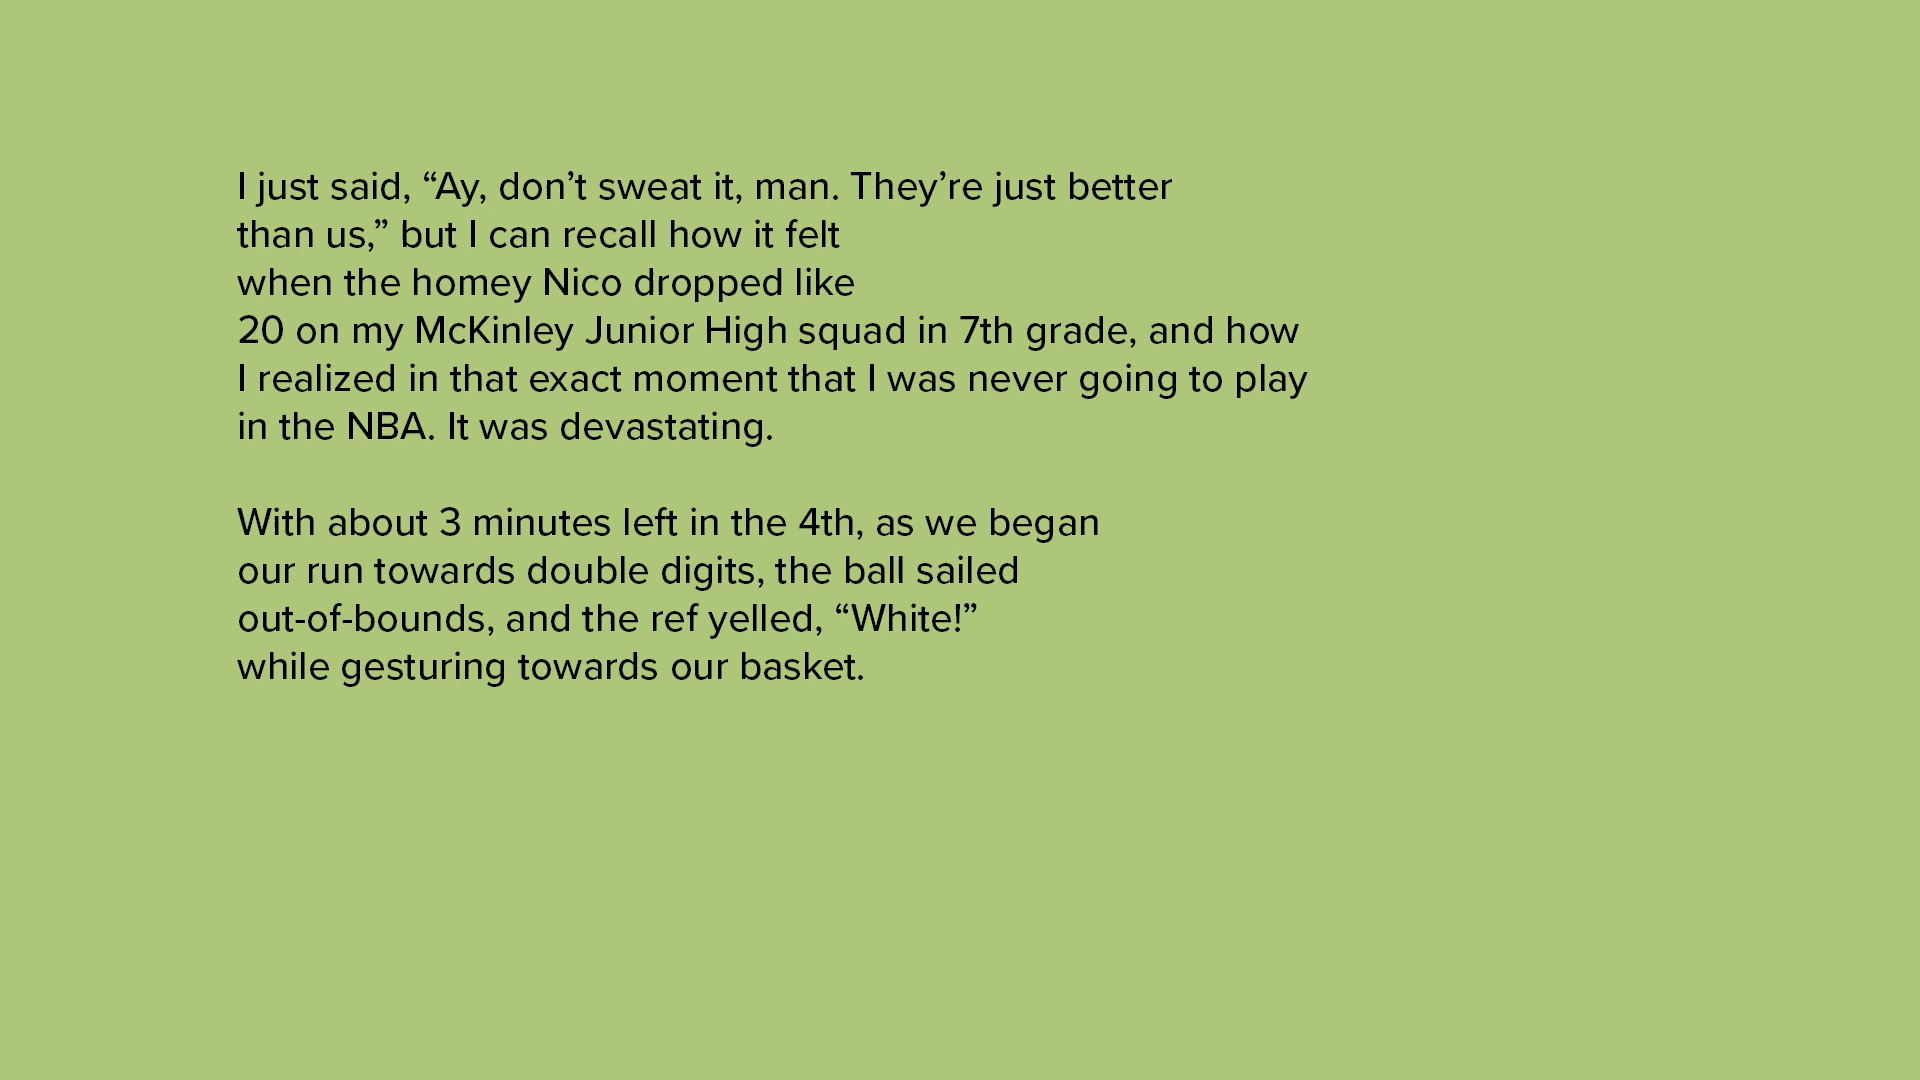 I just said, “Ay, don’t sweat it, man. They’re just better
than us,” but I can recall how it felt
when the homey Nico dropped like
20 on my McKinley Junior High squad in 7th grade, and how
I realized in that exact moment that I was never going to play
in the NBA. It was devastating.

With about 3 minutes left in the 4th, as we began
our run towards double digits, the ball sailed
out-of-bounds, and the ref yelled, “White!”
while gesturing towards our basket.